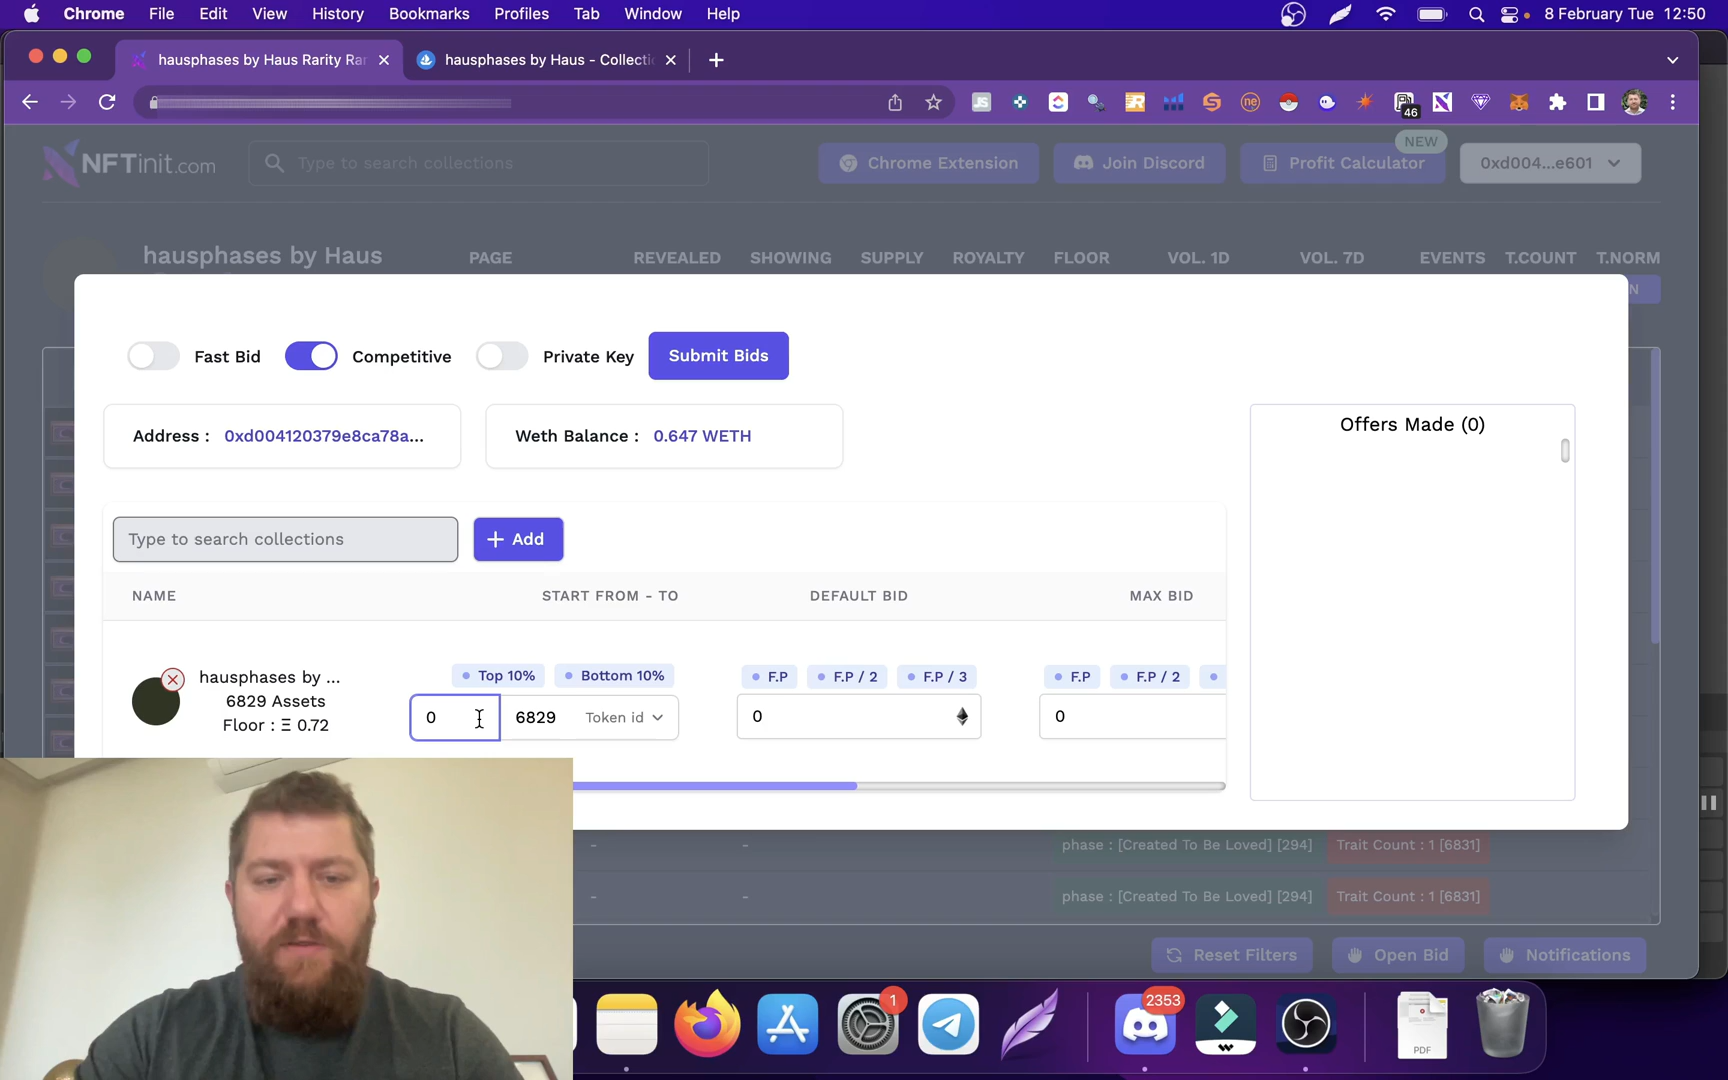 Chrome File Edit View History Bookmarks Profiles Tab Window Help 8 February Tue 12:50
hausphases by Haus Rarity Rar
hausphases by Haus - Collecti
46
NFTinit.com Type to search collections Chrome Extension Join Discord Profit Calculator NEW 0xd004...e601
hausphases by Haus PAGE REVEALED SHOWING SUPPLY ROYALTY FLOOR VOL. 1D VOL. 7D EVENTS T.COUNT T.NORM
N
Fast Bid Competitive Private Key Submit Bids
Address : 0xd004120379e8ca78a... Weth Balance : 0.647 WETH
Offers Made (0)
Type to search collections + Add
NAME START FROM - TO DEFAULT BID MAX BID
hausphases by ...
6829 Assets
Floor : Ξ 0.72
Top 10% Bottom 10% F.P F.P / 2 F.P / 3 F.P F.P / 2
0 6829 Token id 0 0
- - phase : [Created To Be Loved] [294] Trait Count : 1 [6831]
- - phase : [Created To Be Loved] [294] Trait Count : 1 [6831]
Reset Filters Open Bid Notifications
1 2353
PDF